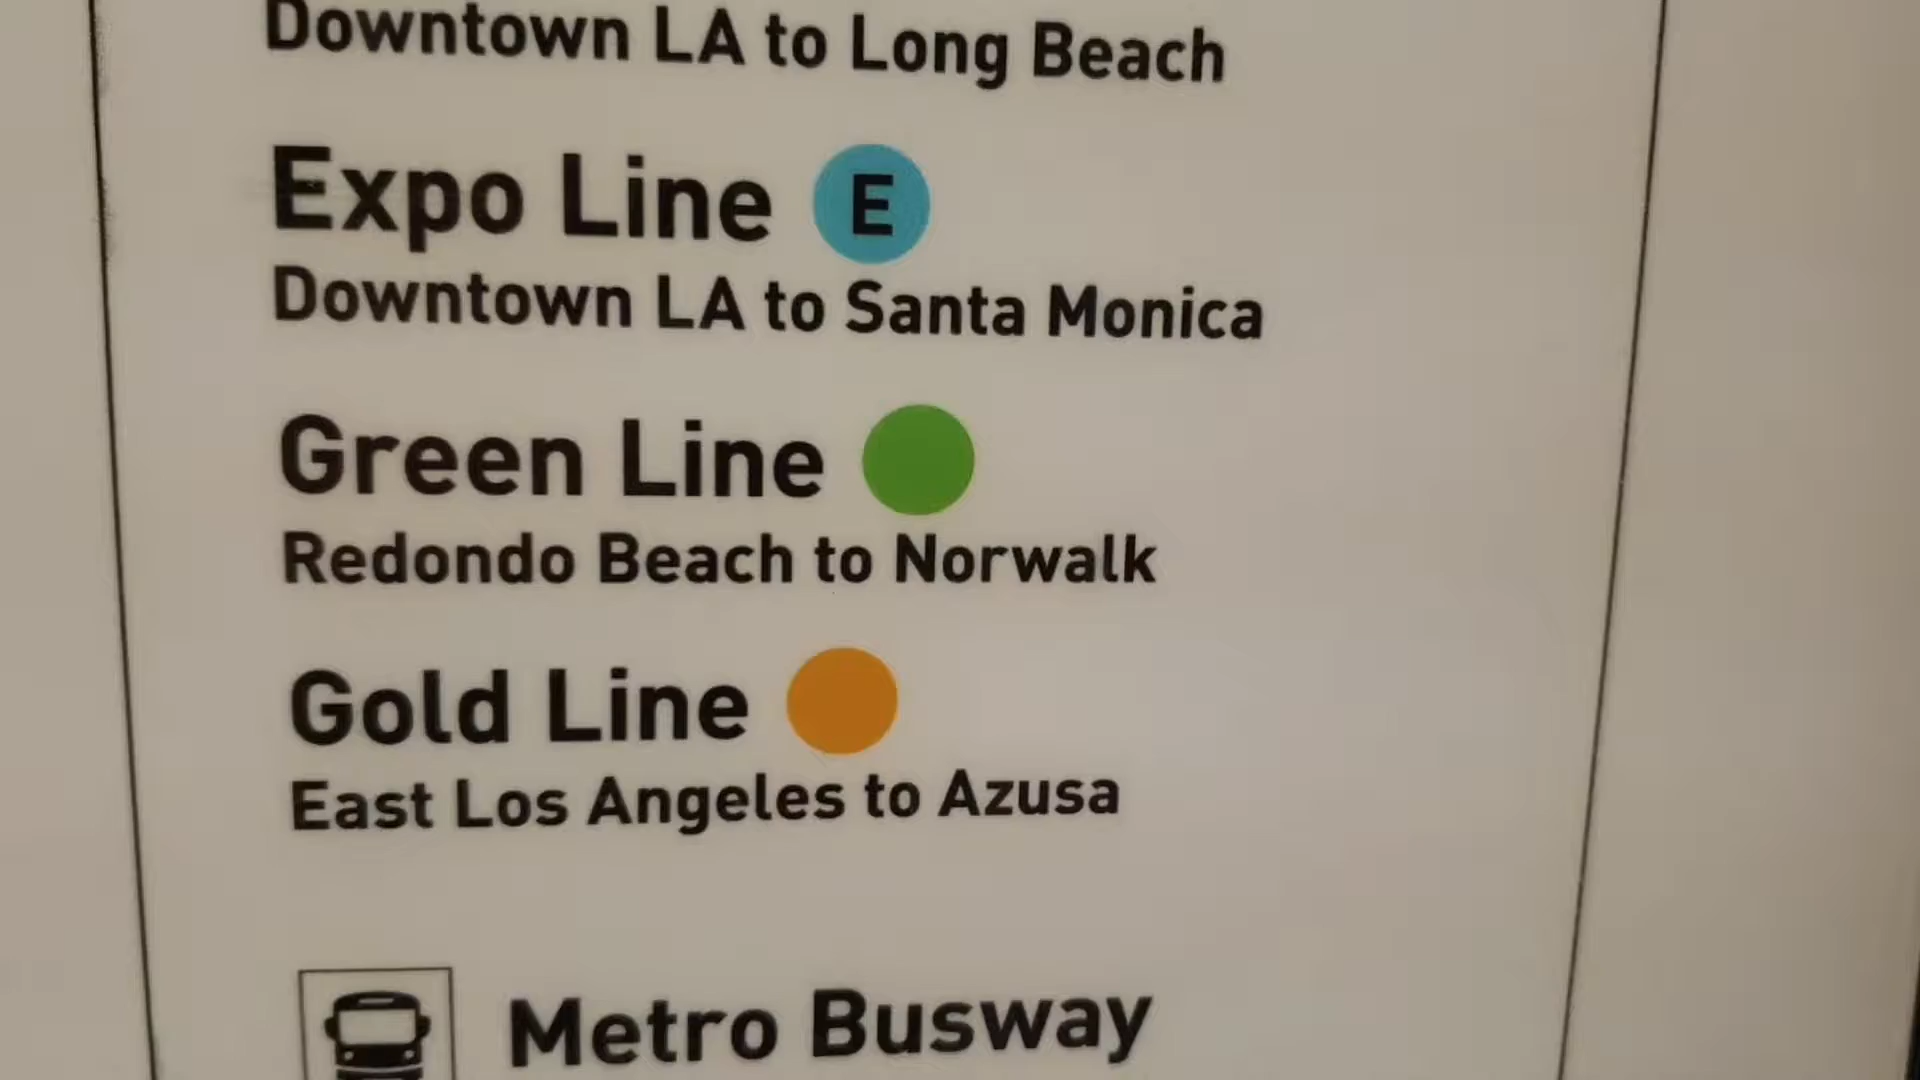 Downtown LA to Long Beach
Expo Line E
Downtown LA to Santa Monica
Green Line
Redondo Beach to Norwalk
Gold Line
East Los Angeles to Azusa
Metro Busway